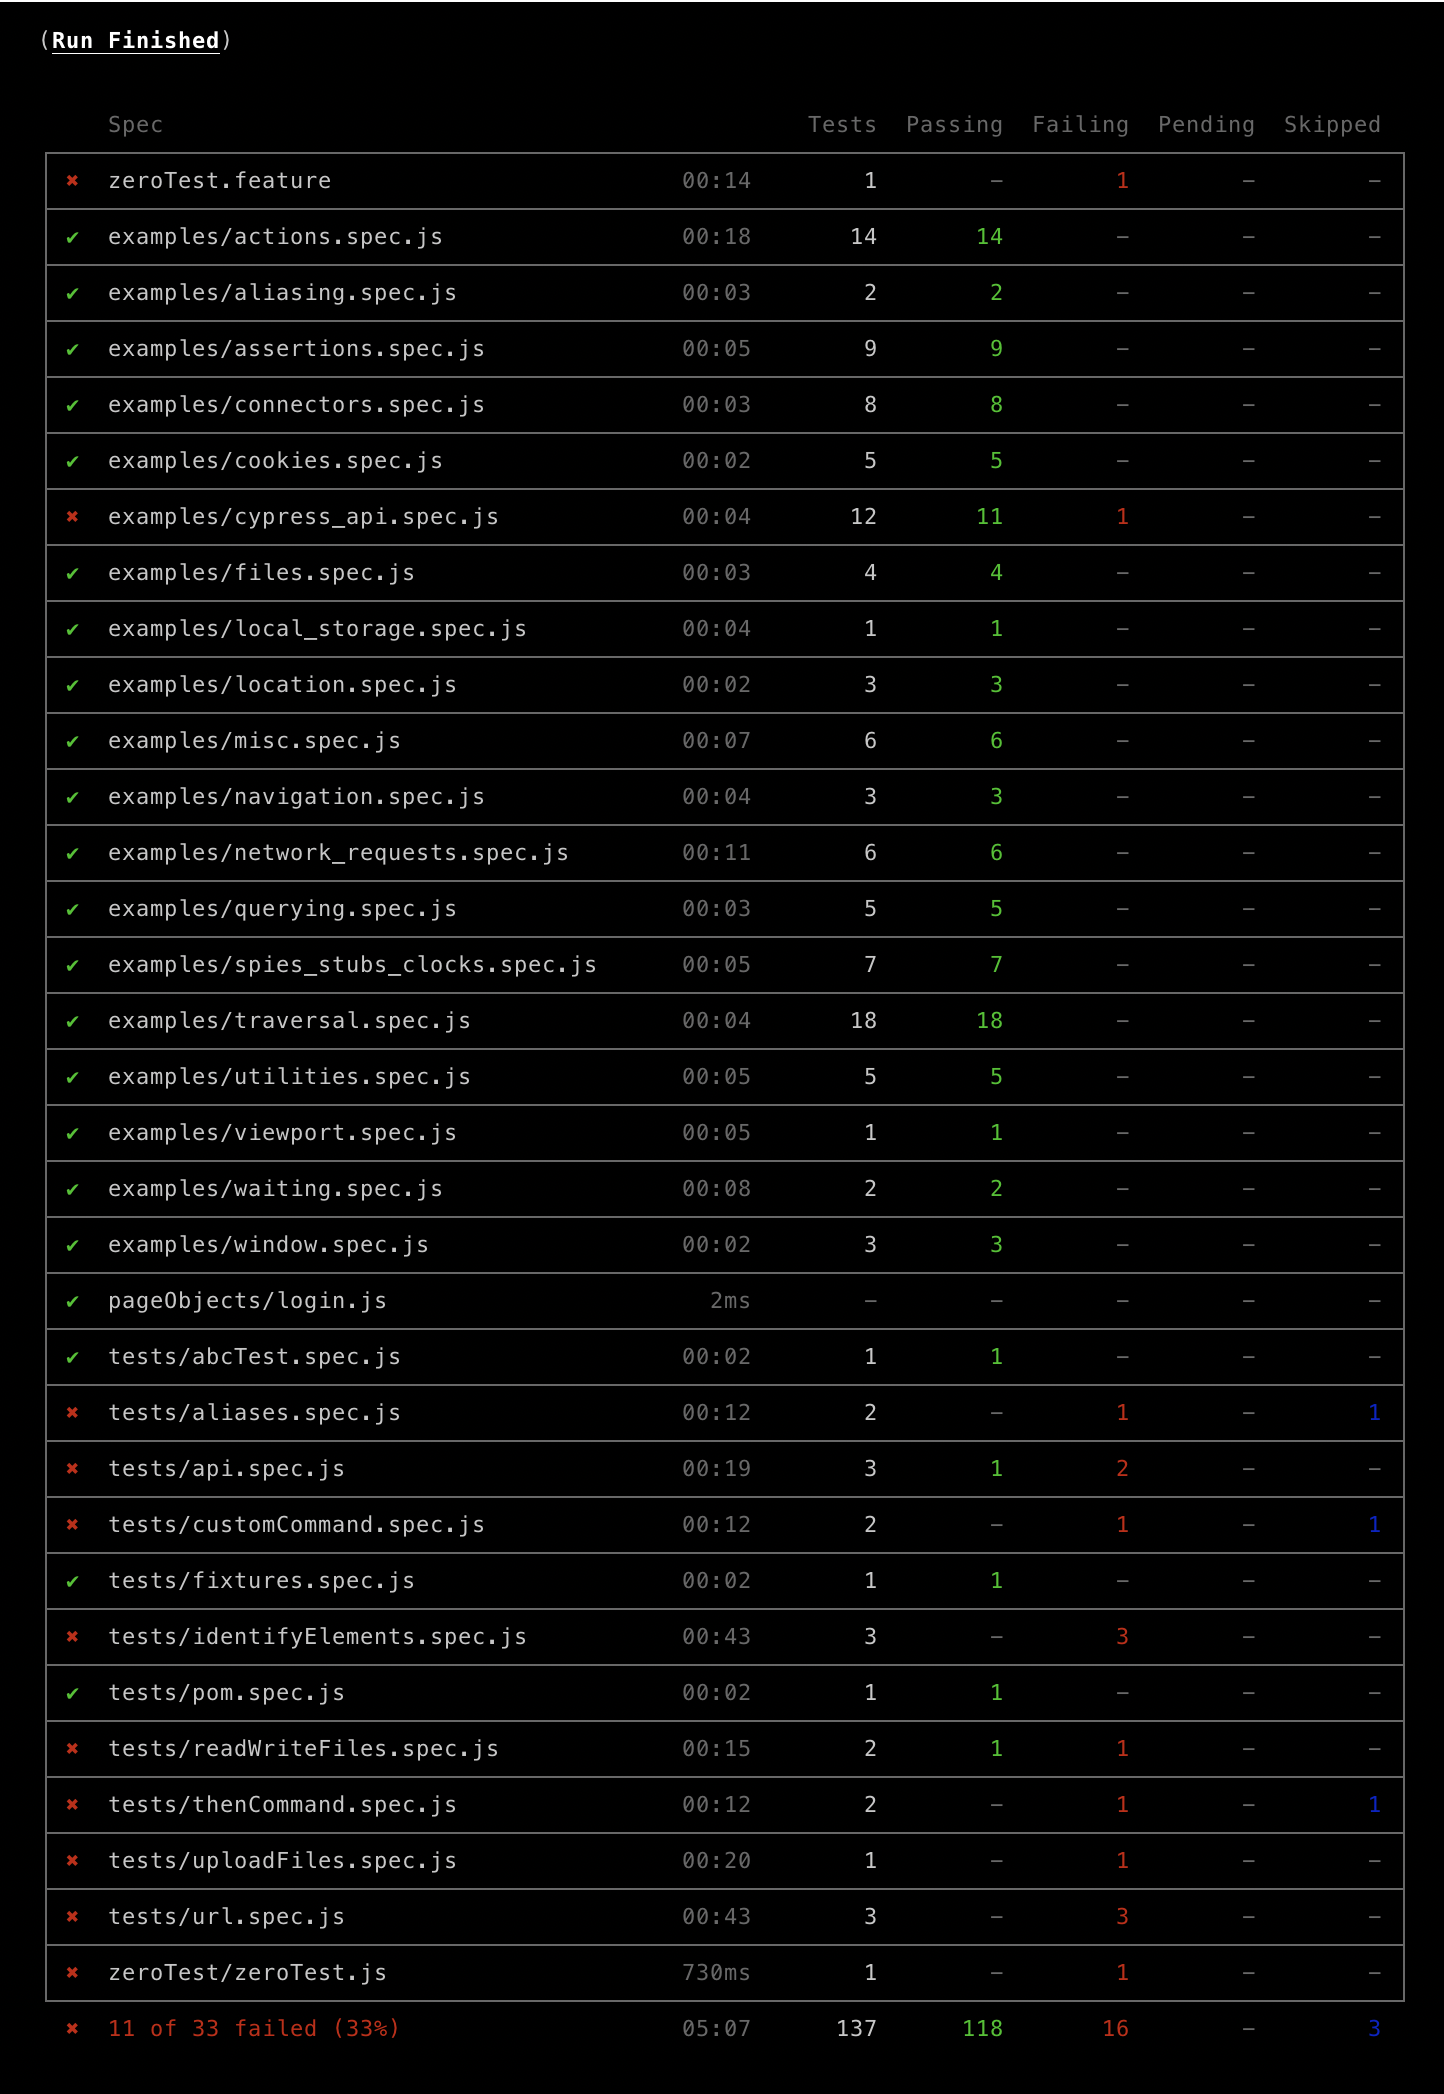 (Run Finished)
Spec Tests Passing Failing Pending Skipped
✖ zeroTest.feature 00:14 1 - 1 - -
✔ examples/actions.spec.js 00:18 14 14 - - -
✔ examples/aliasing.spec.js 00:03 2 2 - - -
✔ examples/assertions.spec.js 00:05 9 9 - - -
✔ examples/connectors.spec.js 00:03 8 8 - - -
✔ examples/cookies.spec.js 00:02 5 5 - - -
✖ examples/cypress_api.spec.js 00:04 12 11 1 - -
✔ examples/files.spec.js 00:03 4 4 - - -
✔ examples/local_storage.spec.js 00:04 1 1 - - -
✔ examples/location.spec.js 00:02 3 3 - - -
✔ examples/misc.spec.js 00:07 6 6 - - -
✔ examples/navigation.spec.js 00:04 3 3 - - -
✔ examples/network_requests.spec.js 00:11 6 6 - - -
✔ examples/querying.spec.js 00:03 5 5 - - -
✔ examples/spies_stubs_clocks.spec.js 00:05 7 7 - - -
✔ examples/traversal.spec.js 00:04 18 18 - - -
✔ examples/utilities.spec.js 00:05 5 5 - - -
✔ examples/viewport.spec.js 00:05 1 1 - - -
✔ examples/waiting.spec.js 00:08 2 2 - - -
✔ examples/window.spec.js 00:02 3 3 - - -
✔ pageObjects/login.js 2ms - - - - -
✔ tests/abcTest.spec.js 00:02 1 1 - - -
✖ tests/aliases.spec.js 00:12 2 - 1 - 1
✖ tests/api.spec.js 00:19 3 1 2 - -
✖ tests/customCommand.spec.js 00:12 2 - 1 - 1
✔ tests/fixtures.spec.js 00:02 1 1 - - -
✖ tests/identifyElements.spec.js 00:43 3 - 3 - -
✔ tests/pom.spec.js 00:02 1 1 - - -
✖ tests/readWriteFiles.spec.js 00:15 2 1 1 - -
✖ tests/thenCommand.spec.js 00:12 2 - 1 - 1
✖ tests/uploadFiles.spec.js 00:20 1 - 1 - -
✖ tests/url.spec.js 00:43 3 - 3 - -
✖ zeroTest/zeroTest.js 730ms 1 - 1 - -
✖ 11 of 33 failed (33%) 05:07 137 118 16 - 3